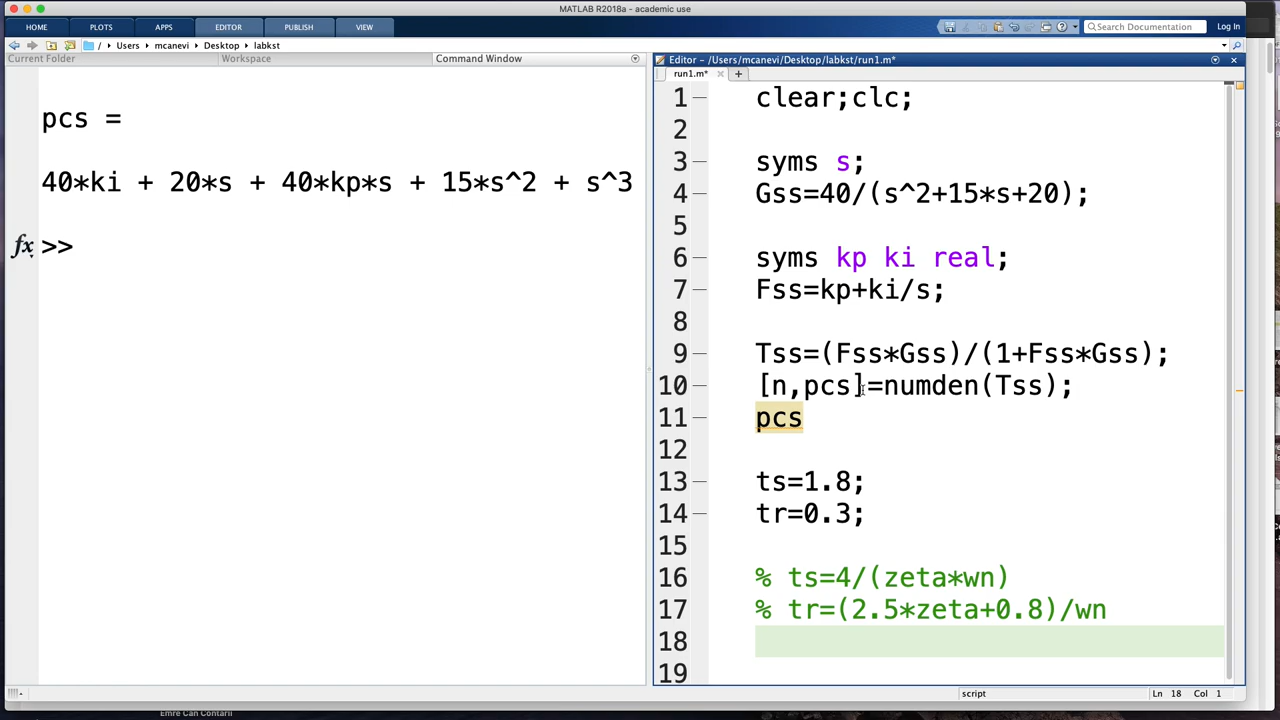 MATLAB R2018a - academic use
HOME PLOTS APPS EDITOR PUBLISH VIEW Search Documentation Log In
/ Users mcanevi Desktop labkst
Current Folder Workspace Command Window
pcs =
40*ki + 20*s + 40*kp*s + 15*s^2 + s^3
fx >>
Editor - /Users/mcanevi/Desktop/labkst/run1.m*
run1.m*
1 clear;clc;
2
3 syms s;
4 Gss=40/(s^2+15*s+20);
5
6 syms kp ki real;
7 Fss=kp+ki/s;
8
9 Tss=(Fss*Gss)/(1+Fss*Gss);
10 [n,pcs]=numden(Tss);
11 pcs
12
13 ts=1.8;
14 tr=0.3;
15
16 % ts=4/(zeta*wn)
17 % tr=(2.5*zeta+0.8)/wn
18
19
script Ln 18 Col 1
Emre Can Contarli